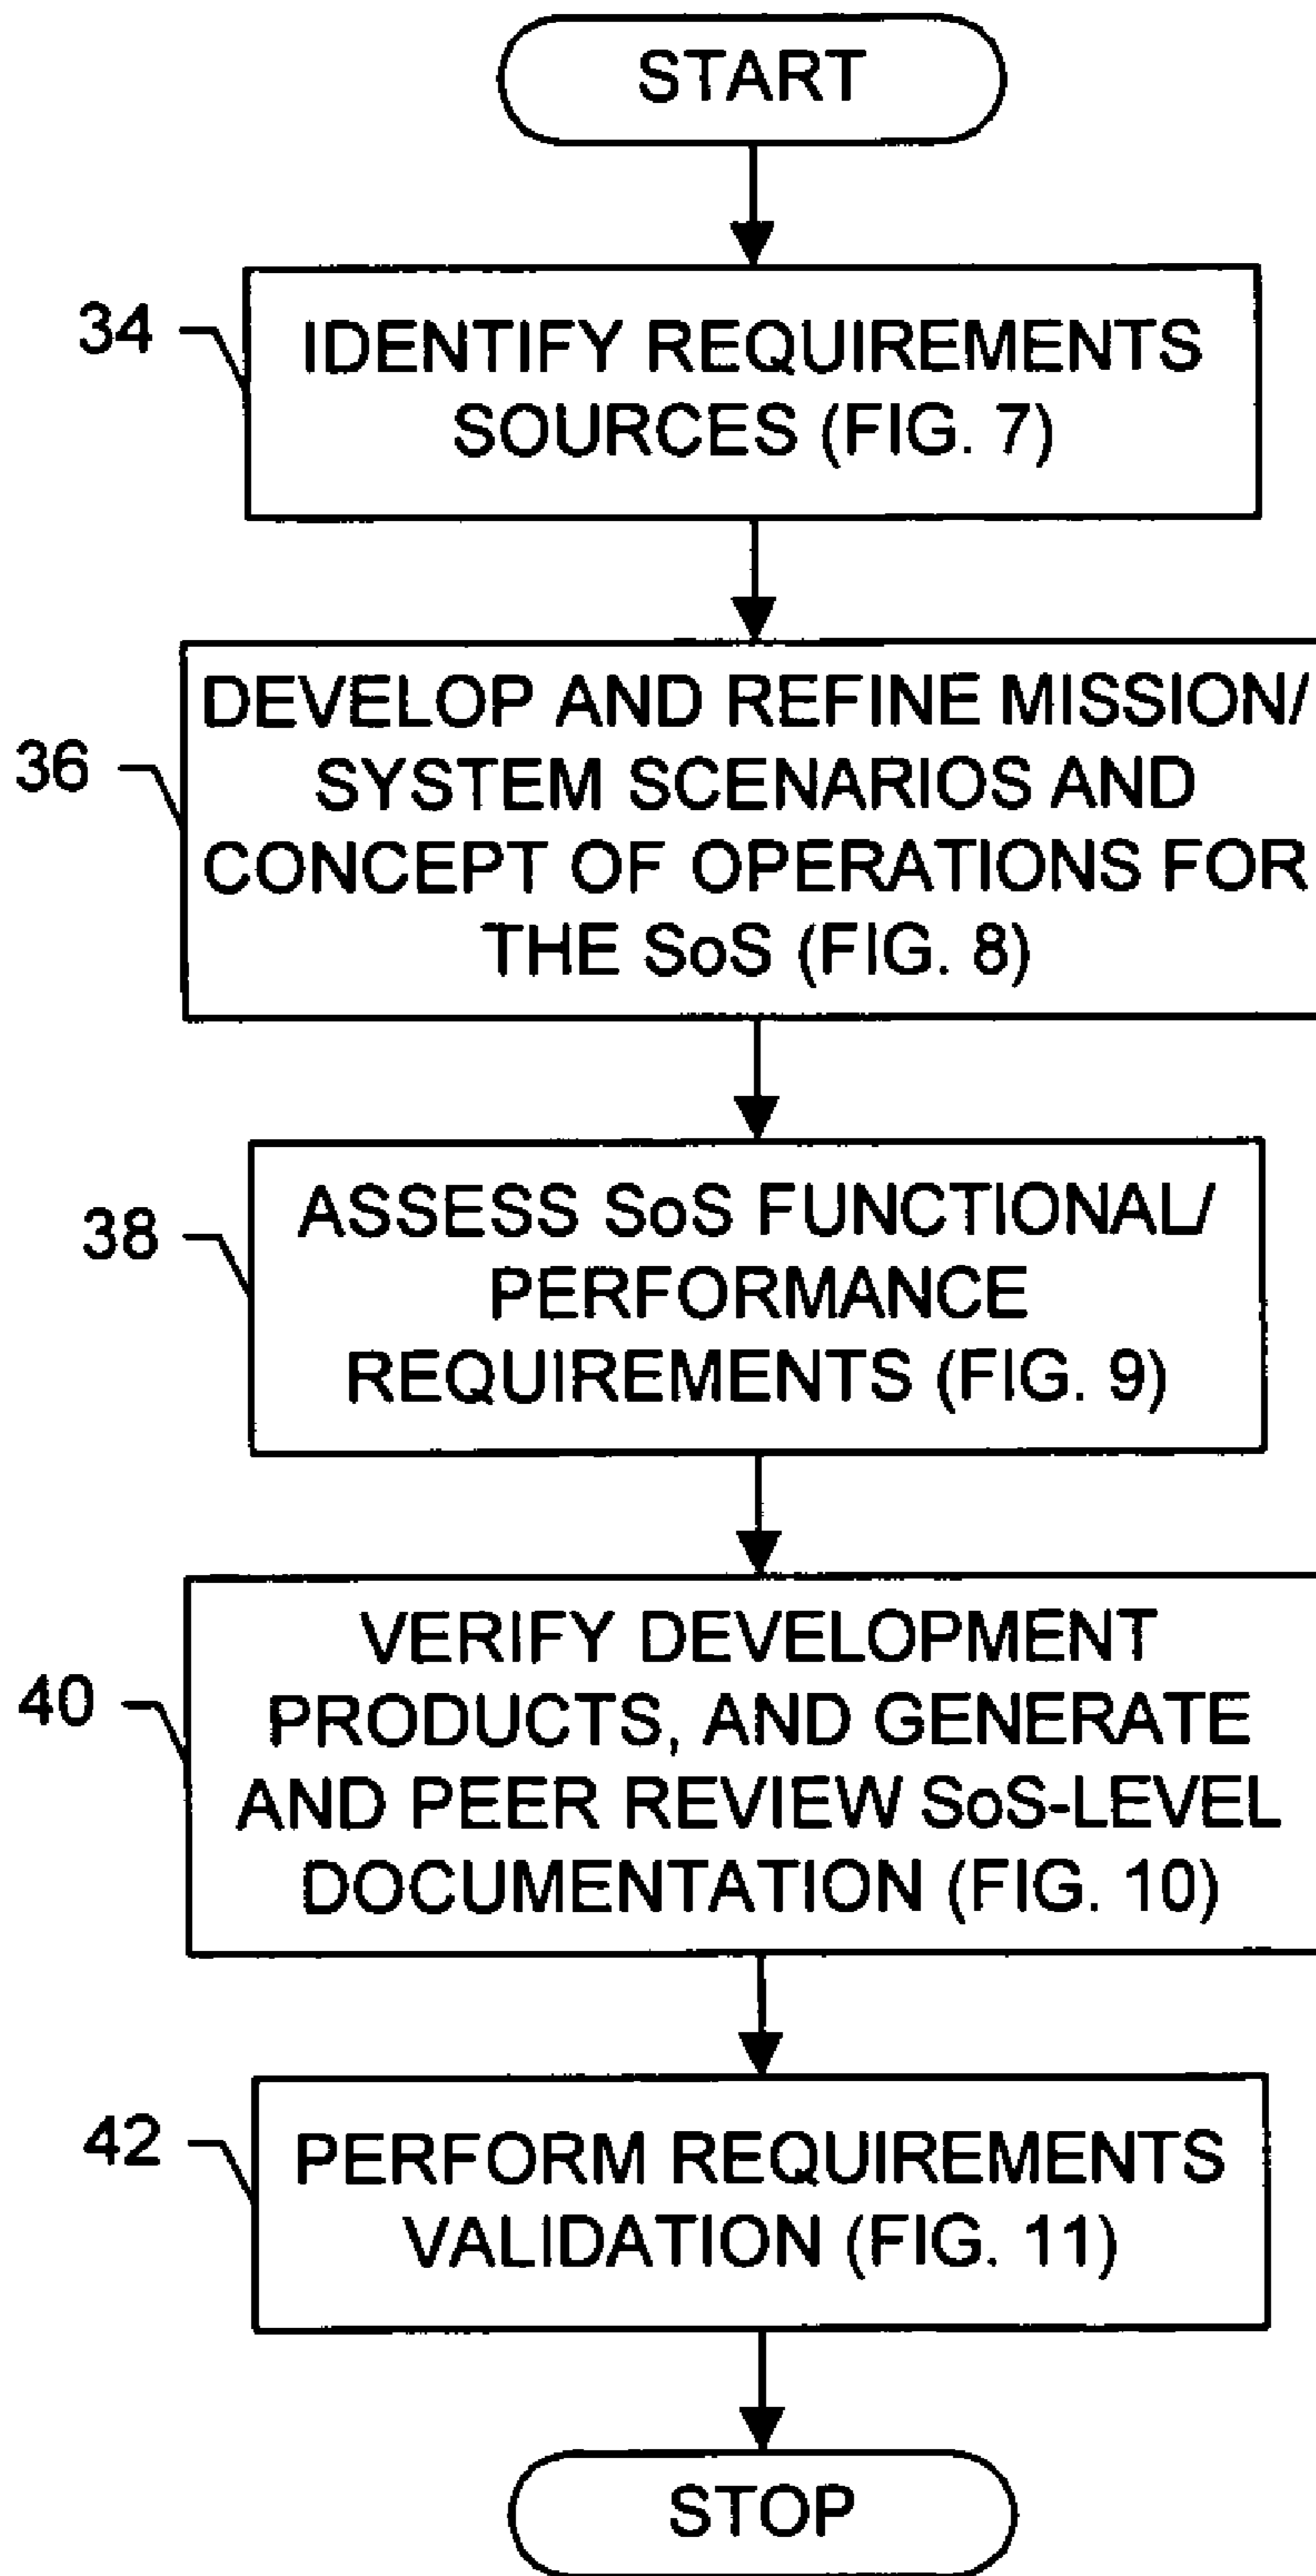 START
34
IDENTIFY REQUIREMENTS
SOURCES (FIG. 7)
36
DEVELOP AND REFINE MISSION/
SYSTEM SCENARIOS AND
CONCEPT OF OPERATIONS FOR
THE SoS (FIG. 8)
38
ASSESS SoS FUNCTIONAL/
PERFORMANCE
REQUIREMENTS (FIG. 9)
40
VERIFY DEVELOPMENT
PRODUCTS, AND GENERATE
AND PEER REVIEW SoS-LEVEL
DOCUMENTATION (FIG. 10)
42
PERFORM REQUIREMENTS
VALIDATION (FIG. 11)
STOP